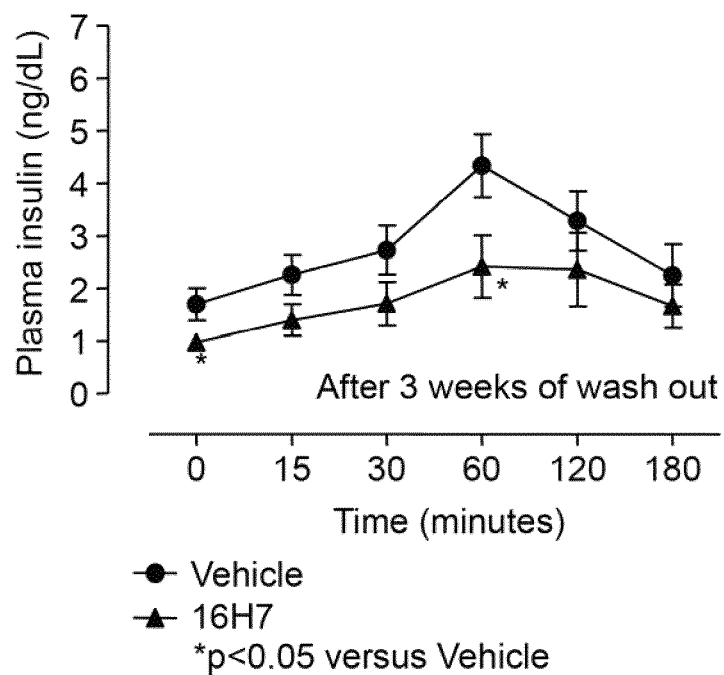 Plasma insulin (ng/dL)
7
6
5
4
3
2
1
0
*
*
After 3 weeks of wash out
0 15 30 60 120 180
Time (minutes)
Vehicle
16H7
*p<0.05 versus Vehicle